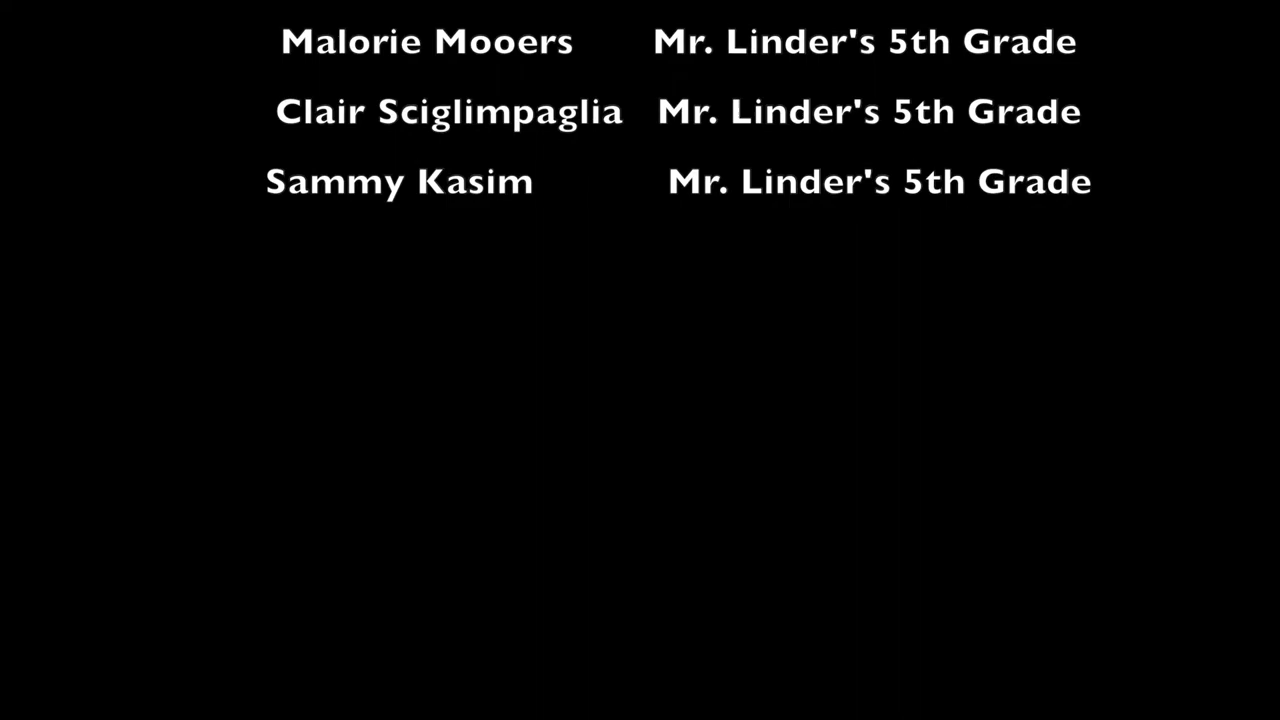 Malorie Mooers Mr. Linder's 5th Grade
Clair Sciglimpaglia Mr. Linder's 5th Grade
Sammy Kasim Mr. Linder's 5th Grade